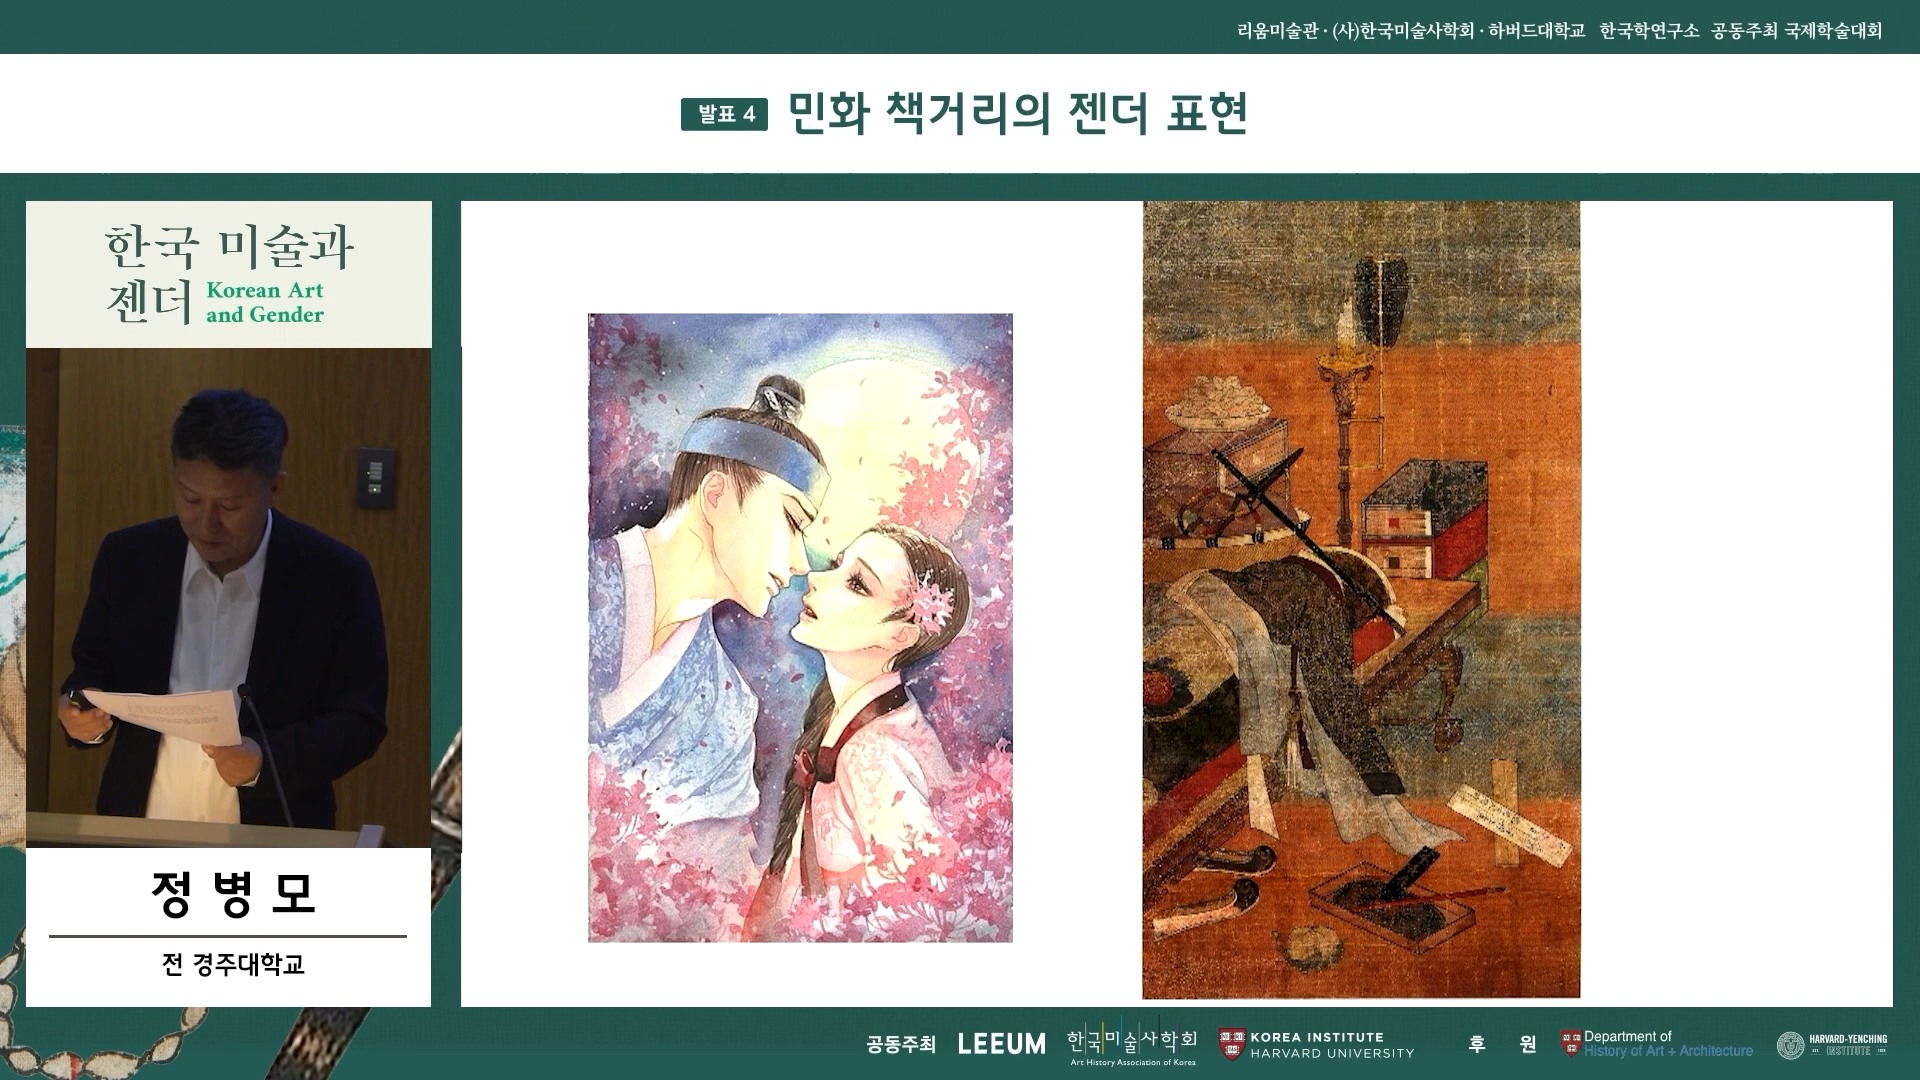 리움미술관 · (사)한국미술사학회 · 하버드대학교 한국학연구소 공동주최 국제학술대회
발표 4 민화 책거리의 젠더 표현
한국 미술과
젠더 Korean Art
and Gender
정병모
전 경주대학교
공동주최 LEEUM 한국미술사학회 KOREA INSTITUTE 후 원 Department of HARVARD-YENCHING
Art History Association of Korea HARVARD UNIVERSITY History of Art + Architecture INSTITUTE